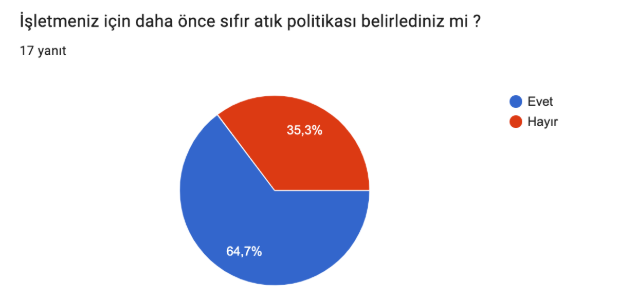 İşletmeniz için daha önce sıfır atık politikası belirlediniz mi ?
17 yanıt
Evet
Hayır
35,3%
64,7%